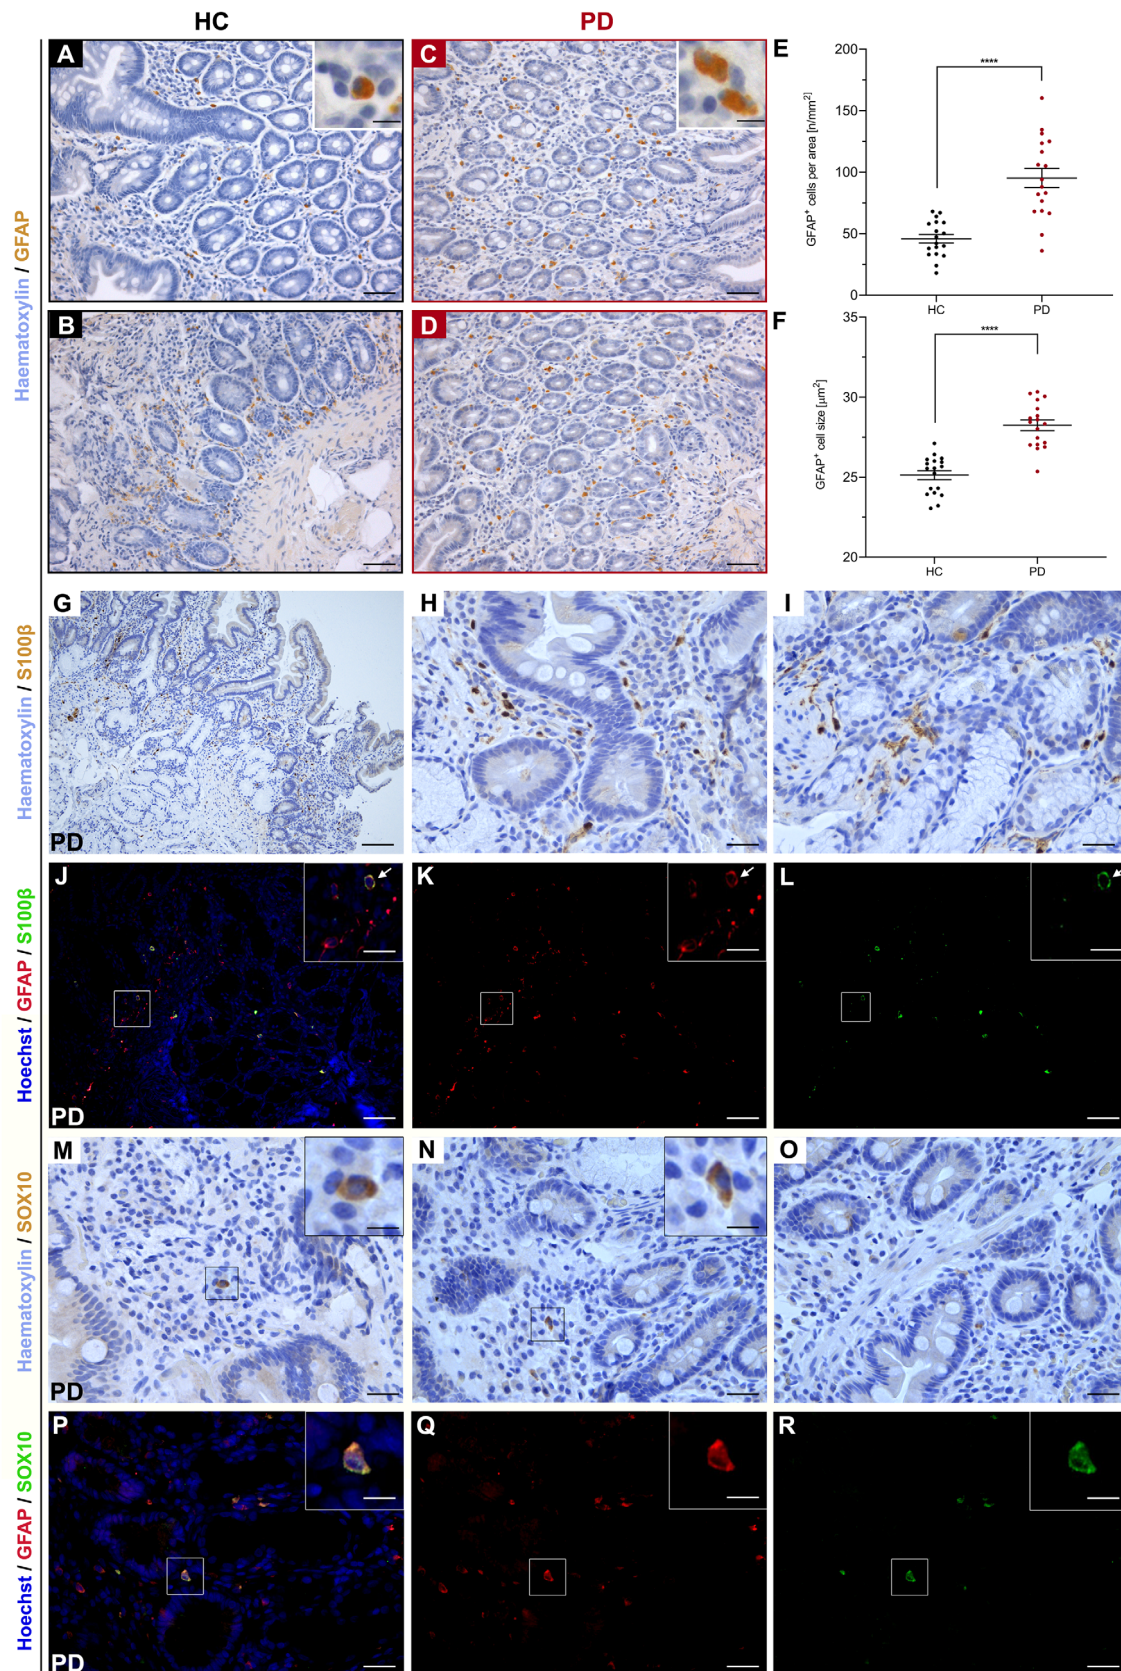 HC
PD
Haematoxylin / GFAP
A
C
B
D
E
GFAP⁺ cells per area [n/mm²]
200
150
100
50
0
****
HC
PD
F
GFAP⁺ cell size [µm²]
35
30
25
20
****
HC
PD
Haematoxylin / S100β
G
PD
H
I
Hoechst / GFAP / S100β
J
PD
K
L
Haematoxylin / SOX10
M
PD
N
O
Hoechst / GFAP / SOX10
P
PD
Q
R